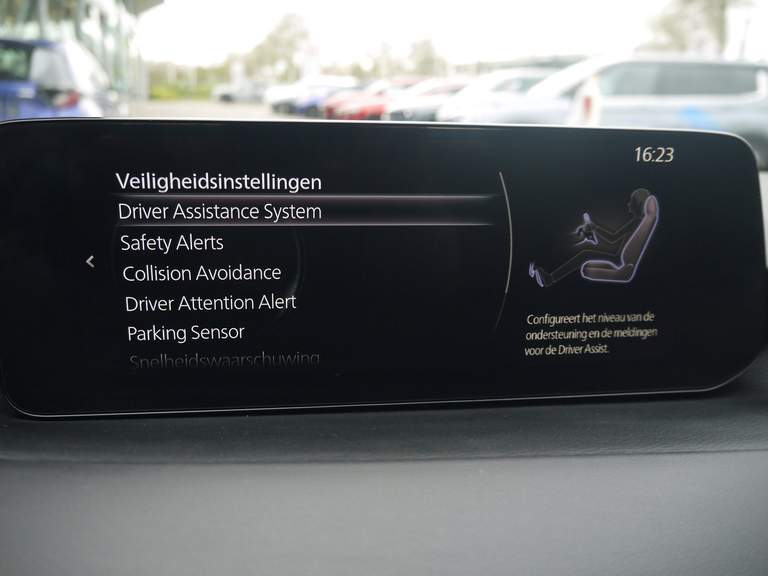 16:23
Veiligheidsinstellingen
Driver Assistance System
Safety Alerts
Collision Avoidance
Driver Attention Alert
Parking Sensor
Snelheidswaarschuwing
Configureert het niveau van de
ondersteuning en de meldingen
voor de Driver Assist.